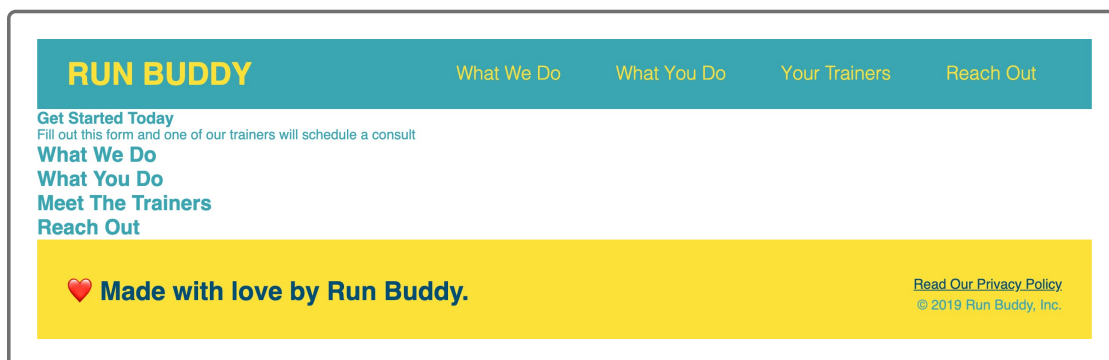 RUN BUDDY
What We Do
What You Do
Your Trainers
Reach Out
Get Started Today
Fill out this form and one of our trainers will schedule a consult
What We Do
What You Do
Meet The Trainers
Reach Out
❤️ Made with love by Run Buddy.
Read Our Privacy Policy
© 2019 Run Buddy, Inc.